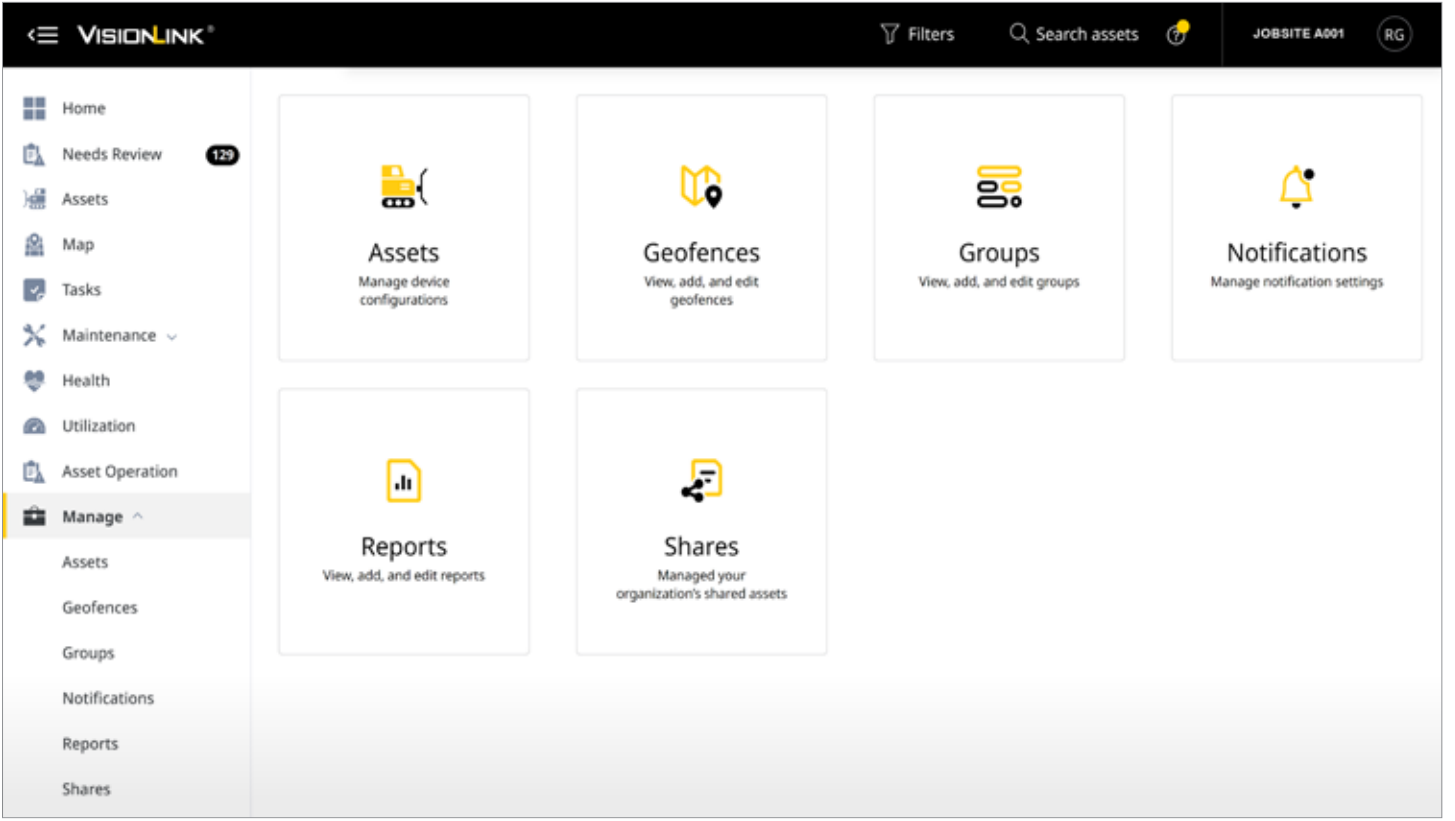 VISIONLINK®
Filters
Search assets
?
JOBSITE A001
RG
Home
Needs Review 129
Assets
Map
Tasks
Maintenance
Health
Utilization
Asset Operation
Manage
Assets
Geofences
Groups
Notifications
Reports
Shares
Assets
Manage device
configurations
Geofences
View, add, and edit
geofences
Groups
View, add, and edit groups
Notifications
Manage notification settings
Reports
View, add, and edit reports
Shares
Managed your
organization's shared assets